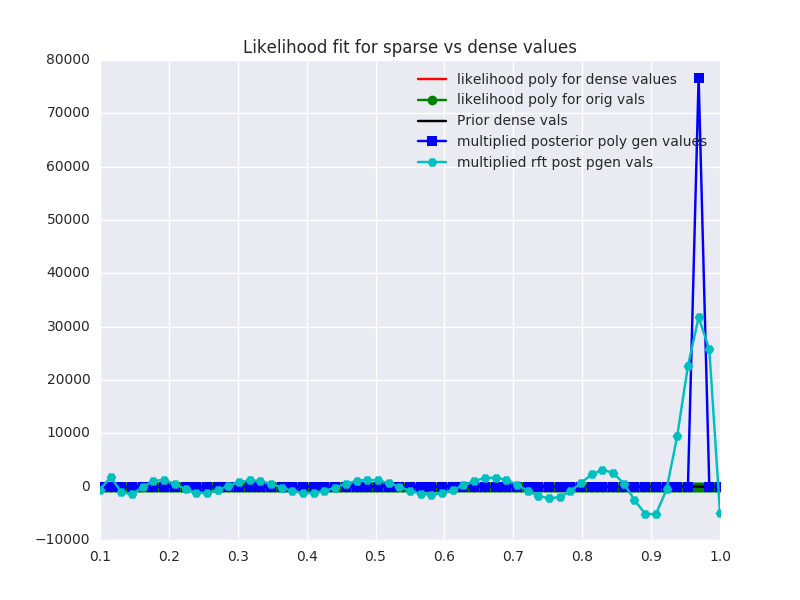 Likelihood fit for sparse vs dense values
80000
70000
60000
50000
40000
30000
20000
10000
0
−10000
likelihood poly for dense values
likelihood poly for orig vals
Prior dense vals
multiplied posterior poly gen values
multiplied rft post pgen vals
0.1 0.2 0.3 0.4 0.5 0.6 0.7 0.8 0.9 1.0